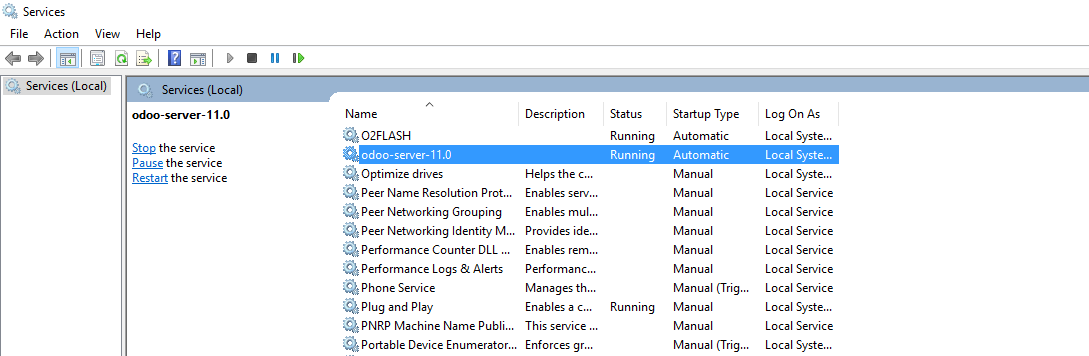 Services
File Action View Help
Services (Local)
Services (Local)
odoo-server-11.0
Stop the service
Pause the service
Restart the service
Name Description Status Startup Type Log On As
O2FLASH Running Automatic Local Syste...
odoo-server-11.0 Running Automatic Local Syste...
Optimize drives Helps the c... Manual Local Syste...
Peer Name Resolution Prot... Enables serv... Manual Local Service
Peer Networking Grouping Enables mul... Manual Local Service
Peer Networking Identity M... Provides ide... Manual Local Service
Performance Counter DLL ... Enables rem... Manual Local Service
Performance Logs & Alerts Performanc... Manual Local Service
Phone Service Manages th... Manual (Trig... Local Service
Plug and Play Enables a c... Running Manual Local Syste...
PNRP Machine Name Publi... This service ... Manual Local Service
Portable Device Enumerator... Enforces gr... Manual (Trig... Local Syste...